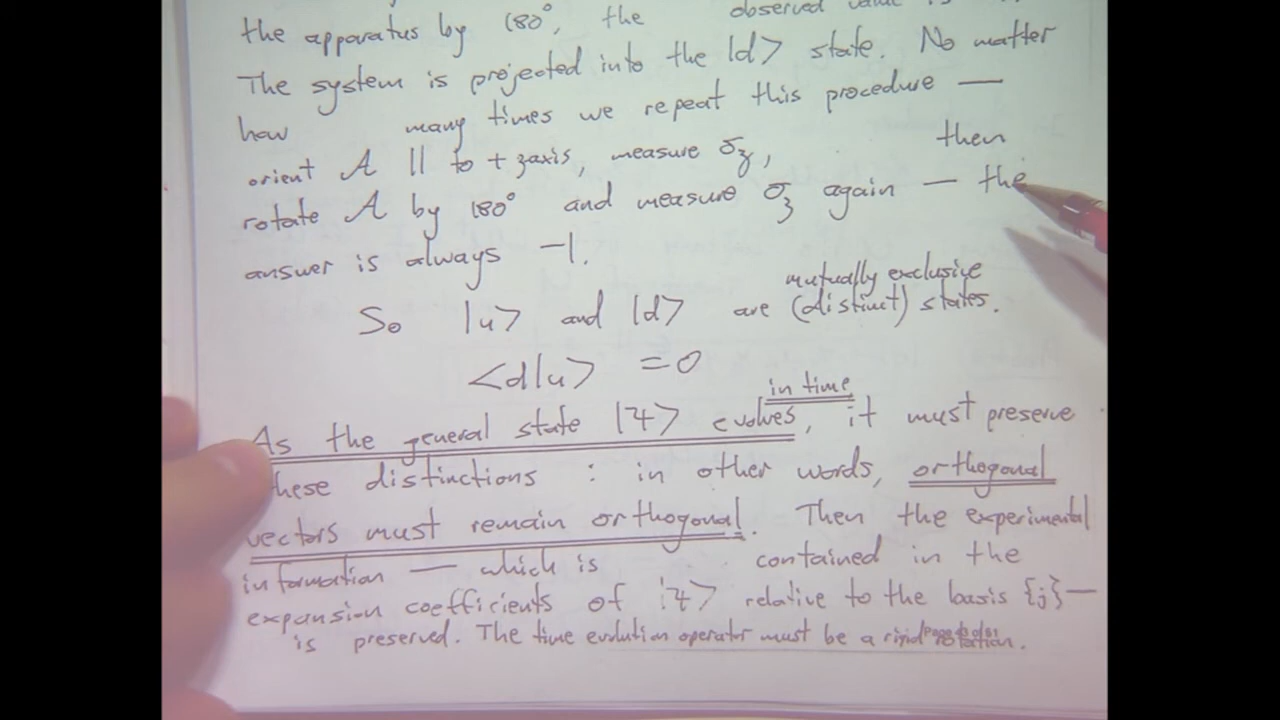 the apparatus by 180°, the observed value is
The system is projected into the |d> state. No matter
how many times we repeat this procedure —
orient A || to + z axis, measure σz, then
rotate A by 180° and measure σz again — the
answer is always -1.
mutually exclusive
So |u> and |d> are (distinct) states.
<d|u> = 0
in time
As the general state |Ψ> evolves, it must preserve
these distinctions : in other words, orthogonal
vectors must remain orthogonal. Then the experimental
information — which is contained in the
expansion coefficients of |Ψ> relative to the basis {j} —
is preserved. The time evolution operator must be a rigid rotation.